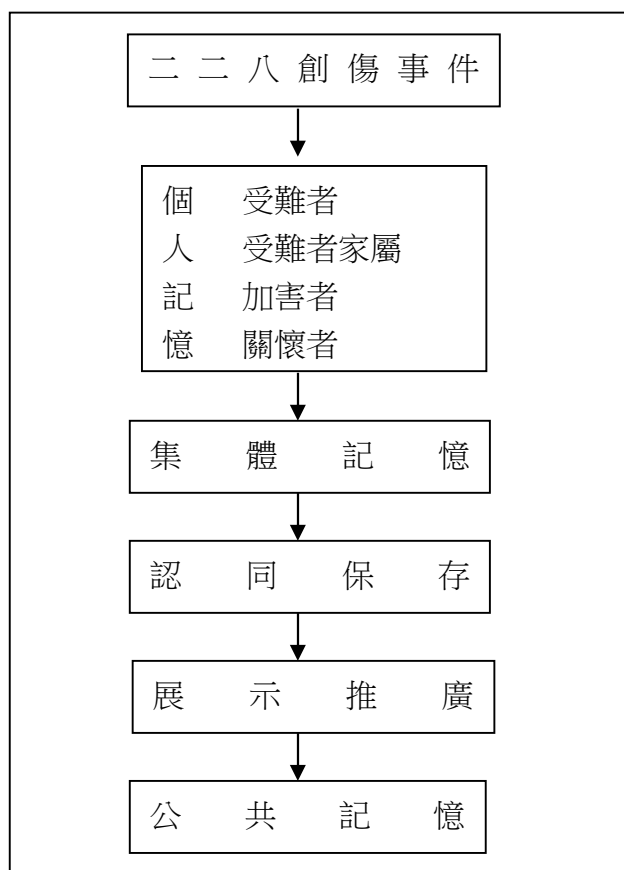 二二八創傷事件
個 受難者
人 受難者家屬
記 加害者
憶 關懷者
集體記憶
認同保存
展示推廣
公共記憶